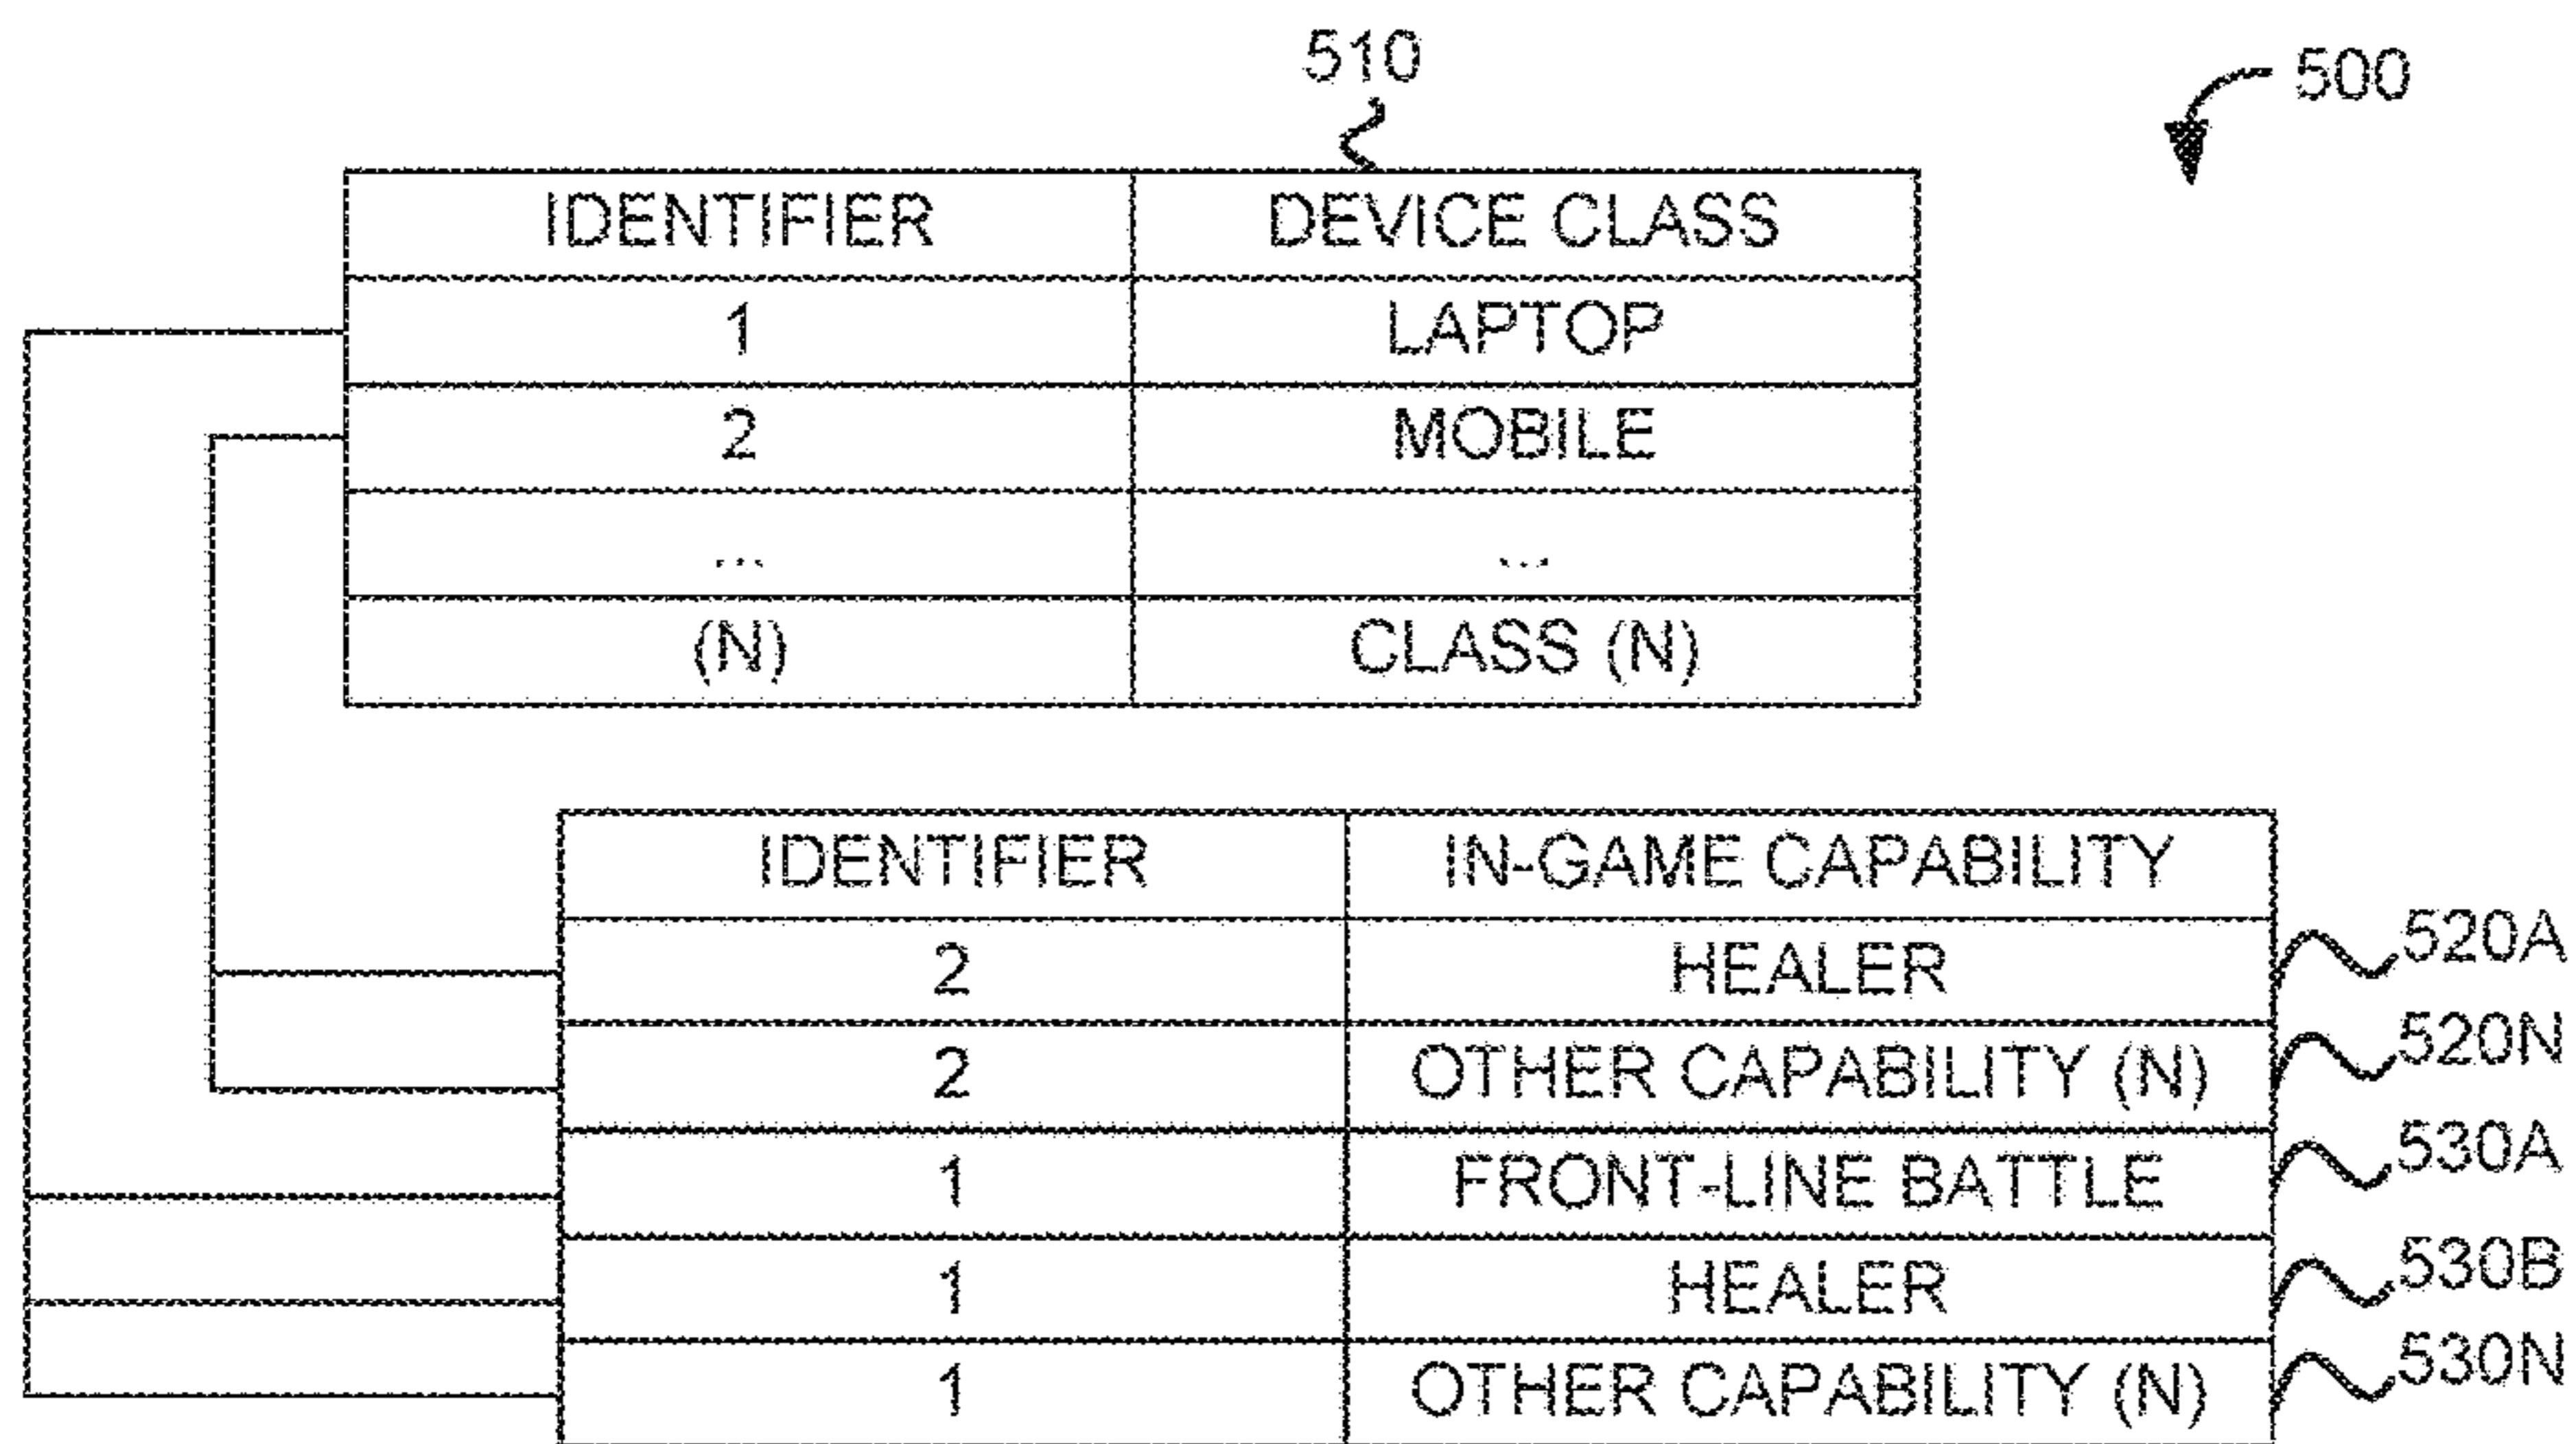 510
500
IDENTIFIER DEVICE CLASS
1 LAPTOP
2 MOBILE
... ...
(N) CLASS (N)
IDENTIFIER IN-GAME CAPABILITY
2 HEALER 520A
2 OTHER CAPABILITY (N) 520N
1 FRONT-LINE BATTLE 530A
1 HEALER 530B
1 OTHER CAPABILITY (N) 530N